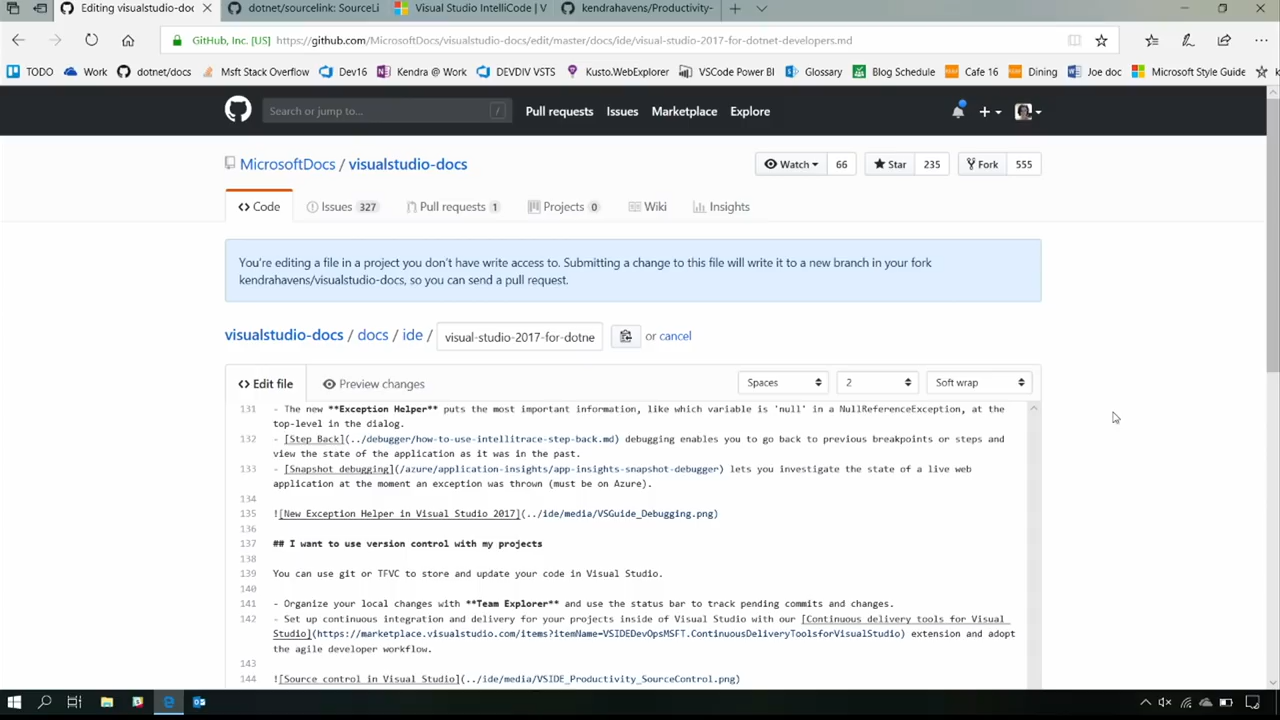 Editing visualstudio-doc
dotnet/sourcelink: SourceLi
Visual Studio IntelliCode | V
kendrahavens/Productivity-
GitHub, Inc. [US] https://github.com/MicrosoftDocs/visualstudio-docs/edit/master/docs/ide/visual-studio-2017-for-dotnet-developers.md
TODO Work dotnet/docs Msft Stack Overflow Dev16 Kendra @ Work DEVDIV VSTS Kusto.WebExplorer VSCode Power BI Glossary Blog Schedule Cafe 16 Dining Joe doc Microsoft Style Guide
Search or jump to... / Pull requests Issues Marketplace Explore
MicrosoftDocs / visualstudio-docs Watch 66 Star 235 Fork 555
Code Issues 327 Pull requests 1 Projects 0 Wiki Insights
You're editing a file in a project you don't have write access to. Submitting a change to this file will write it to a new branch in your fork
kendrahavens/visualstudio-docs, so you can send a pull request.
visualstudio-docs / docs / ide / visual-studio-2017-for-dotne or cancel
Edit file Preview changes Spaces 2 Soft wrap
131 - The new **Exception Helper** puts the most important information, like which variable is 'null' in a NullReferenceException, at the
top-level in the dialog.
132 - [Step Back](../debugger/how-to-use-intellitrace-step-back.md) debugging enables you to go back to previous breakpoints or steps and
view the state of the application as it was in the past.
133 - [Snapshot debugging](/azure/application-insights/app-insights-snapshot-debugger) lets you investigate the state of a live web
application at the moment an exception was thrown (must be on Azure).
134
135 ![New Exception Helper in Visual Studio 2017](../ide/media/VSGuide_Debugging.png)
136
137 ## I want to use version control with my projects
138
139 You can use git or TFVC to store and update your code in Visual Studio.
140
141 - Organize your local changes with **Team Explorer** and use the status bar to track pending commits and changes.
142 - Set up continuous integration and delivery for your projects inside of Visual Studio with our [Continuous delivery tools for Visual
Studio](https://marketplace.visualstudio.com/items?itemName=VSIDEDevOpsMSFT.ContinuousDeliveryToolsforVisualStudio) extension and adopt
the agile developer workflow.
143
144 ![Source control in Visual Studio](../ide/media/VSIDE_Productivity_SourceControl.png)